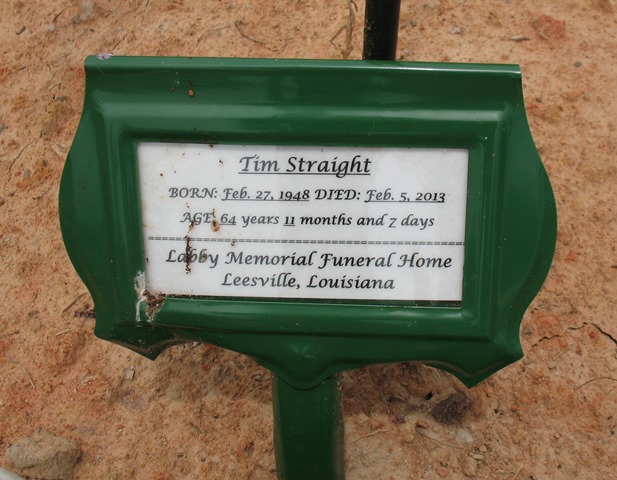 Tim Straight
BORN: Feb. 27, 1948 DIED: Feb. 5, 2013
AGE 64 years 11 months and 7 days
Labby Memorial Funeral Home
Leesville, Louisiana